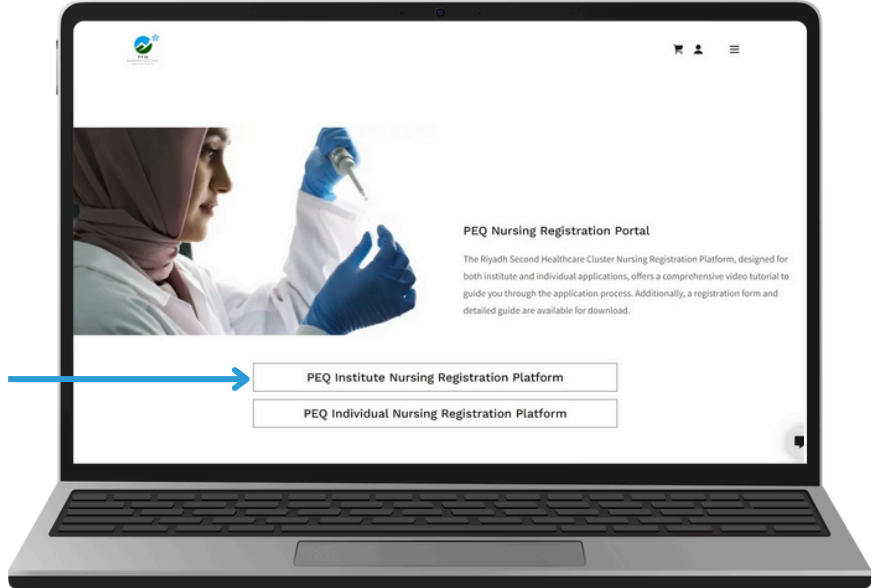 PEQ
PEQ Nursing Registration Portal
The Riyadh Second Healthcare Cluster Nursing Registration Platform, designed for
both institute and individual applications, offers a comprehensive video tutorial to
guide you through the application process. Additionally, a registration form and
detailed guide are available for download.
PEQ Institute Nursing Registration Platform
PEQ Individual Nursing Registration Platform